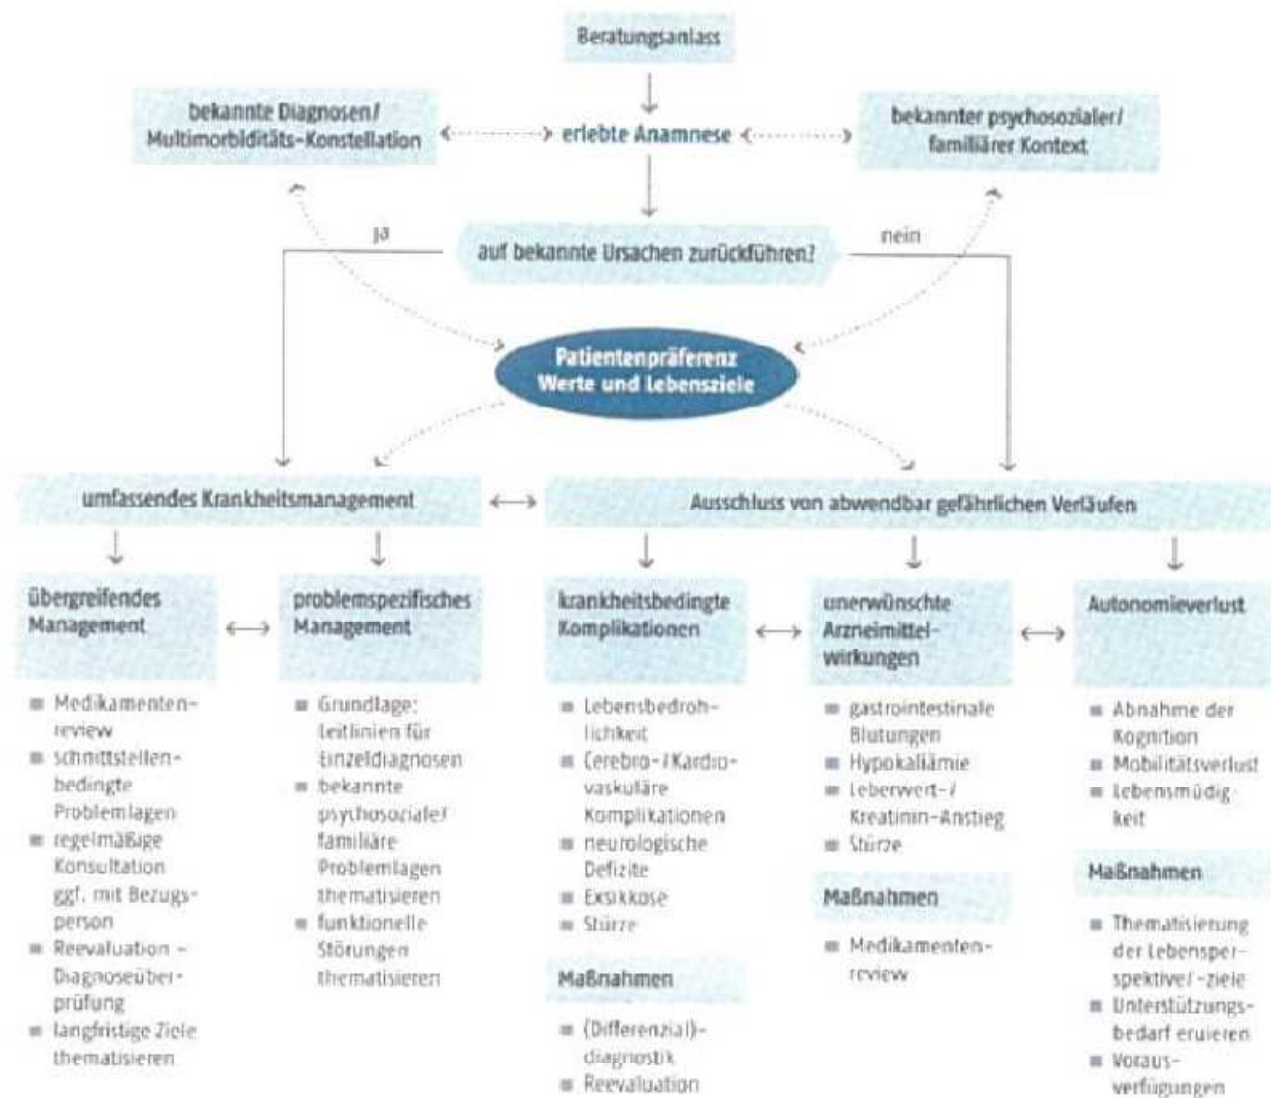 Beratungsanlass
bekannte Diagnosen/
Multimorbiditäts-Konstellation
erlebte Anamnese
bekannter psychosozialer/
familiärer Kontext
ja
auf bekannte Ursachen zurückführen?
nein
Patientenpräferenz
Werte und Lebensziele
umfassendes Krankheitsmanagement
Ausschluss von abwendbar gefährlichen Verläufen
übergreifendes
Management
Medikamenten-
review
schnittstellen-
bedingte
Problemlagen
regelmäßige
Konsultation
ggf. mit Bezugs-
person
Reevaluation –
Diagnoseüber-
prüfung
langfristige Ziele
thematisieren
problemspezifisches
Management
Grundlage:
Leitlinien für
Einzeldiagnosen
bekannte
psychosoziale/
familiäre
Problemlagen
thematisieren
funktionelle
Störungen
thematisieren
krankheitsbedingte
Komplikationen
Lebensbedroh-
lichkeit
Cerebro-/Kardio-
vaskuläre
Komplikationen
neurologische
Defizite
Exsikkose
Stürze
Maßnahmen
(Differenzial)-
diagnostik
Reevaluation
unerwünschte
Arzneimittel-
wirkungen
gastrointestinale
Blutungen
Hypokaliämie
Leberwert-/
Kreatinin-Anstieg
Stürze
Maßnahmen
Medikamenten-
review
Autonomieverlust
Abnahme der
Kognition
Mobilitätsverlust
Lebensmüdig
keit
Maßnahmen
Thematisierung
der Lebensper-
spektive/-ziele
Unterstützungs-
bedarf eruieren
Voraus-
verfügungen